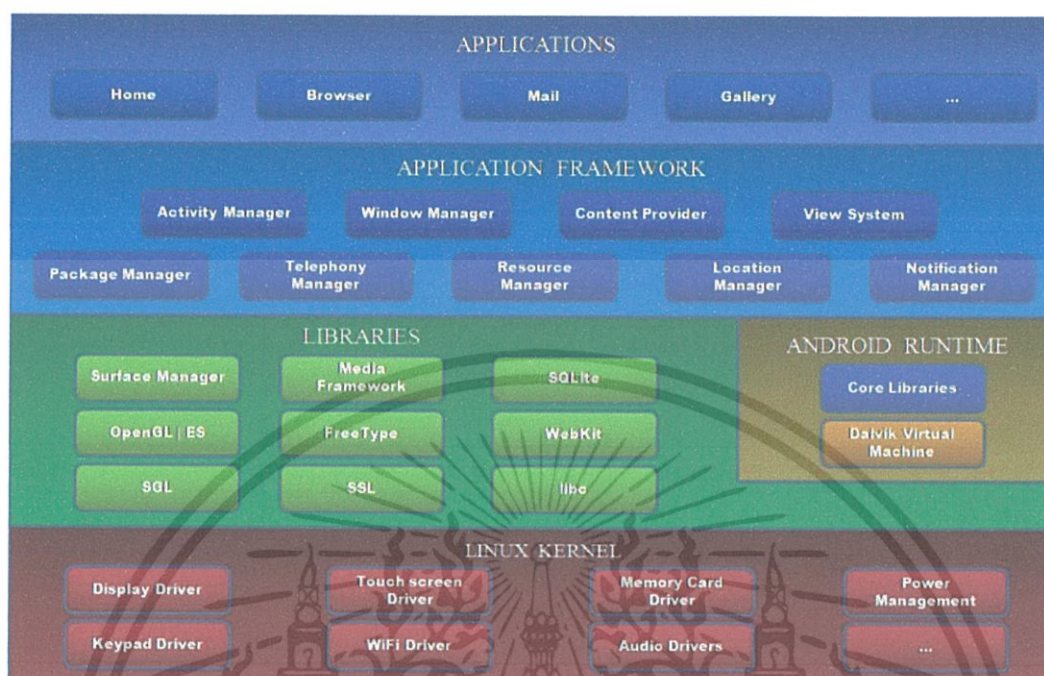 APPLICATIONS
Home Browser Mail Gallery ...
APPLICATION FRAMEWORK
Activity Manager Window Manager Content Provider View System
Package Manager Telephony Manager Resource Manager Location Manager Notification Manager
LIBRARIES
Surface Manager Media Framework SQLite
OpenGL | ES FreeType WebKit
SGL SSL libc
ANDROID RUNTIME
Core Libraries
Dalvik Virtual Machine
LINUX KERNEL
Display Driver Touch screen Driver Memory Card Driver Power Management
Keypad Driver WiFi Driver Audio Drivers ...